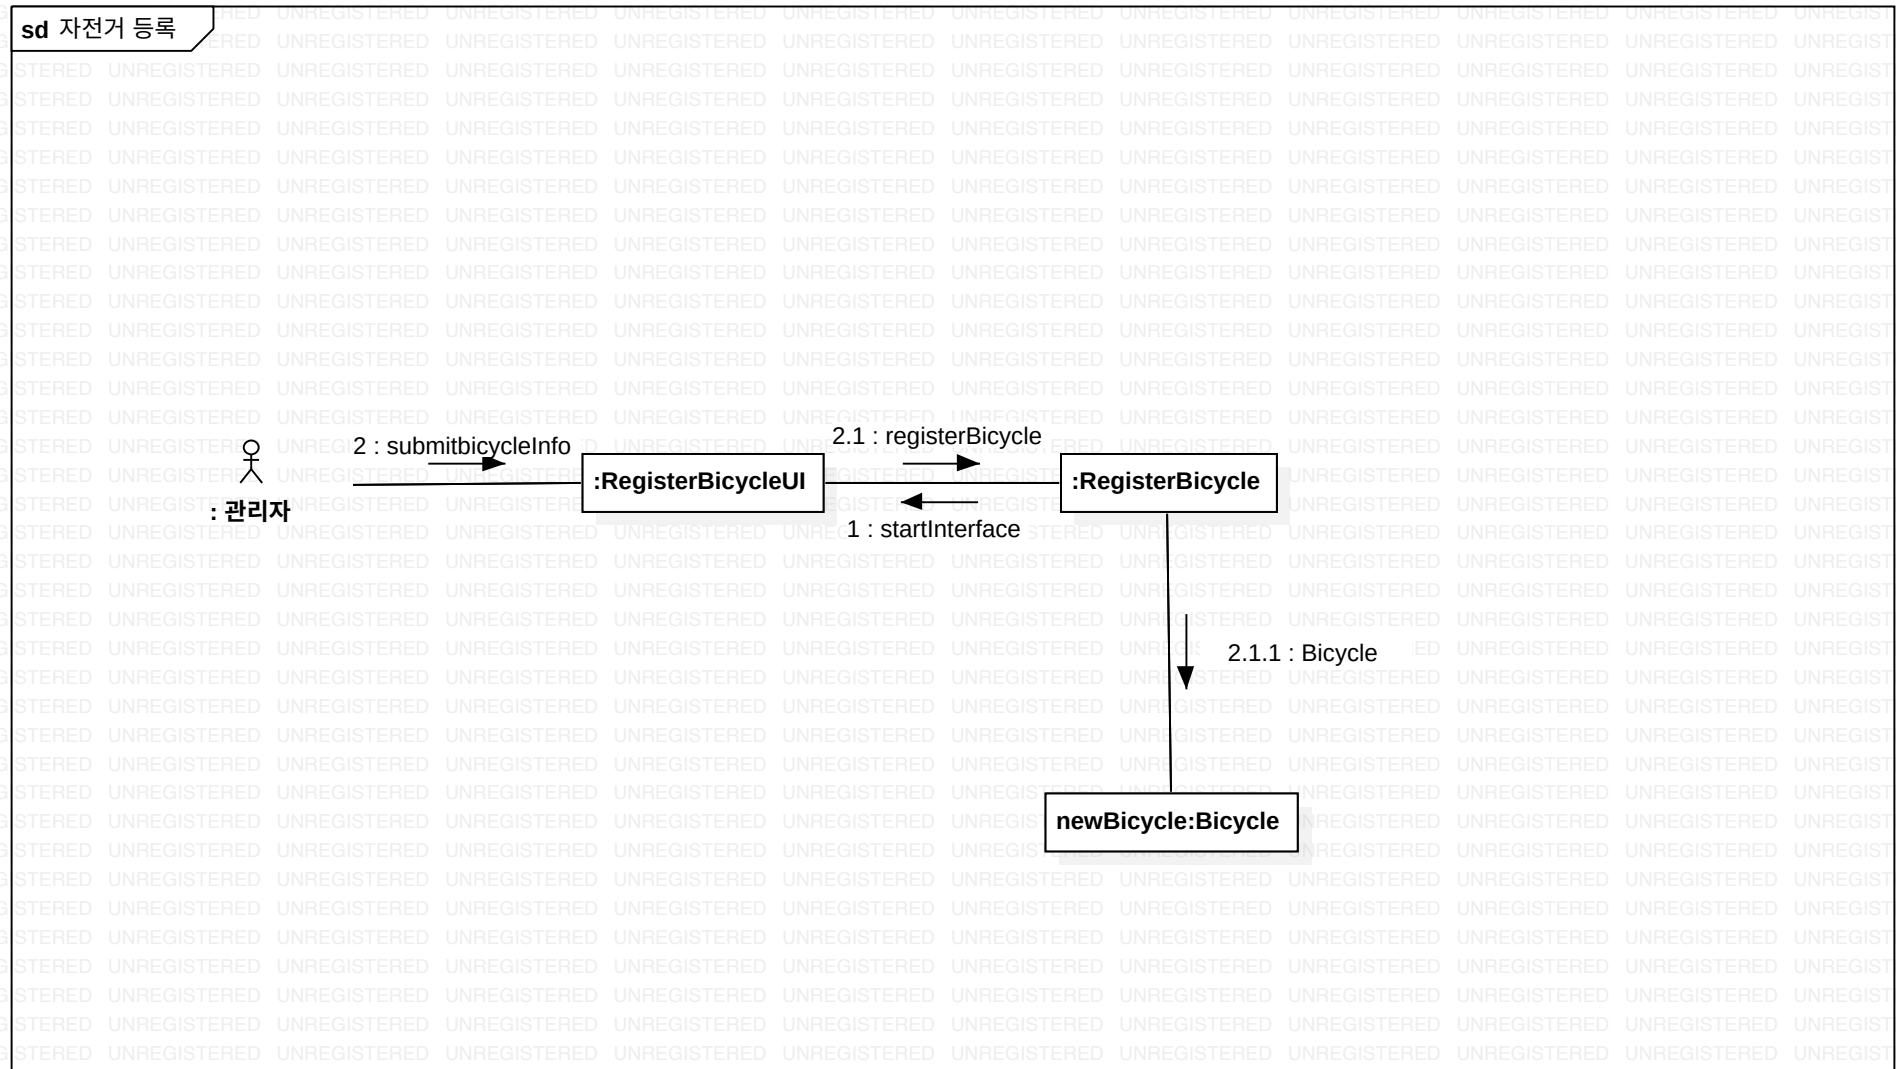 sd 자전거 등록
2 : submitbicycleInfo
2.1 : registerBicycle
: 관리자
:RegisterBicycleUI
:RegisterBicycle
1 : startInterface
2.1.1 : Bicycle
newBicycle:Bicycle
UNREGISTERED